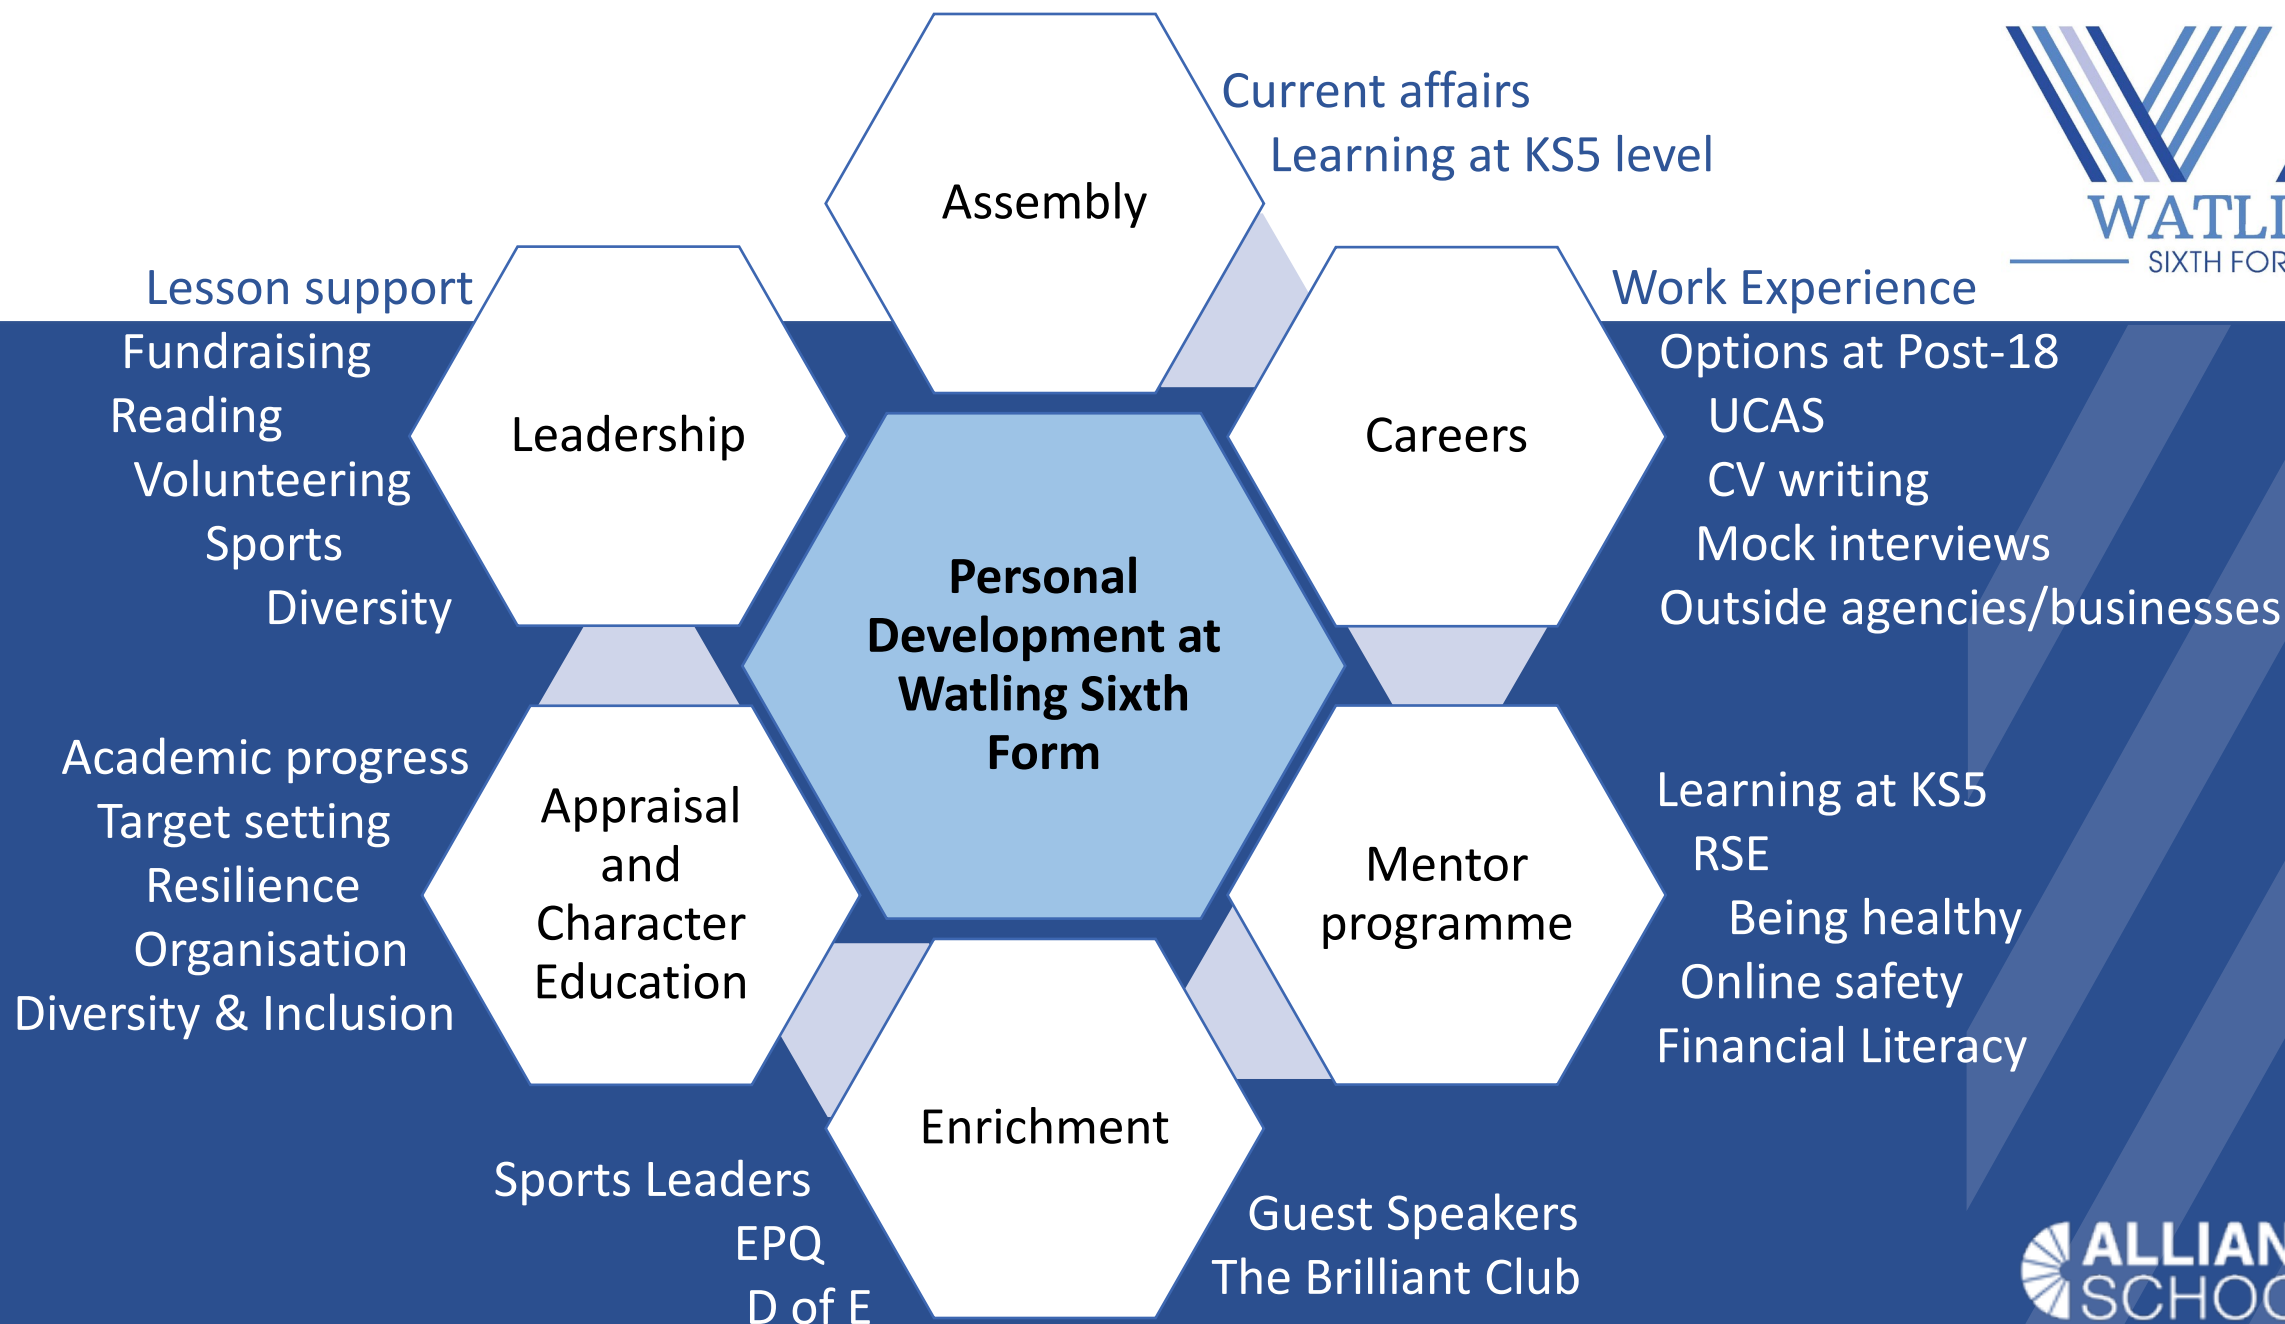 Assembly
Current affairs
Learning at KS5 level
SIXTH
Leadership
Lesson support
Fundraising
Reading
Volunteering
Sports
Diversity
Careers
Work Experience
Options at Post-18
UCAS
CV writing
Mock interviews
Outside agencies/businesses
Personal
Development at
Watling Sixth
Form
Appraisal
and
Character
Education
Academic progress
Target setting
Resilience
Organisation
Diversity & Inclusion
Mentor
programme
Learning at KS5
RSE
Being healthy
Online safety
Financial Literacy
Enrichment
Sports Leaders
EPQ
D of E
Guest Speakers
The Brilliant Club